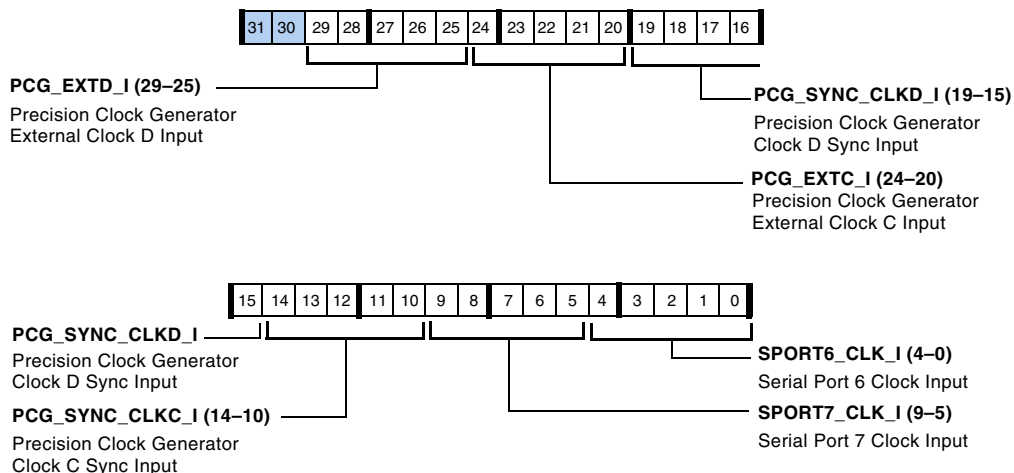 31 30 29 28 27 26 25 24 23 22 21 20 19 18 17 16
PCG_EXTD_I (29–25)
Precision Clock Generator
External Clock D Input
PCG_SYNC_CLKD_I (19–15)
Precision Clock Generator
Clock D Sync Input
PCG_EXTC_I (24–20)
Precision Clock Generator
External Clock C Input
15 14 13 12 11 10 9 8 7 6 5 4 3 2 1 0
PCG_SYNC_CLKD_I
Precision Clock Generator
Clock D Sync Input
PCG_SYNC_CLKC_I (14–10)
Precision Clock Generator
Clock C Sync Input
SPORT6_CLK_I (4–0)
Serial Port 6 Clock Input
SPORT7_CLK_I (9–5)
Serial Port 7 Clock Input